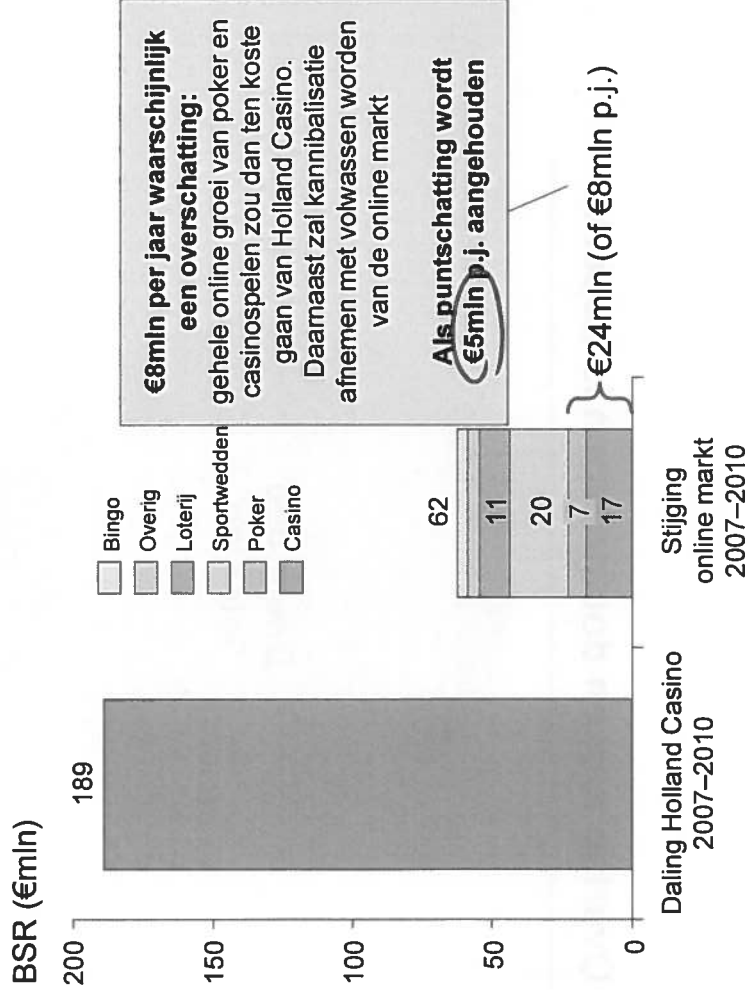 BSR (€mln)
200
150
100
50
0
189
Daling Holland Casino
2007–2010
Bingo
Overig
Loterij
Sportwedden
Poker
Casino
62
11
20
7
17
Stijging
online markt
2007–2010
€8mln per jaar waarschijnlijk
een overschatting:
gehele online groei van poker en
casinospelen zou dan ten koste
gaan van Holland Casino.
Daarnaast zal kannibalisatie
afnemen met volwassen worden
van de online markt
Als puntschatting wordt
€5mln p.j. aangehouden
€24mln (of €8mln p.j.)